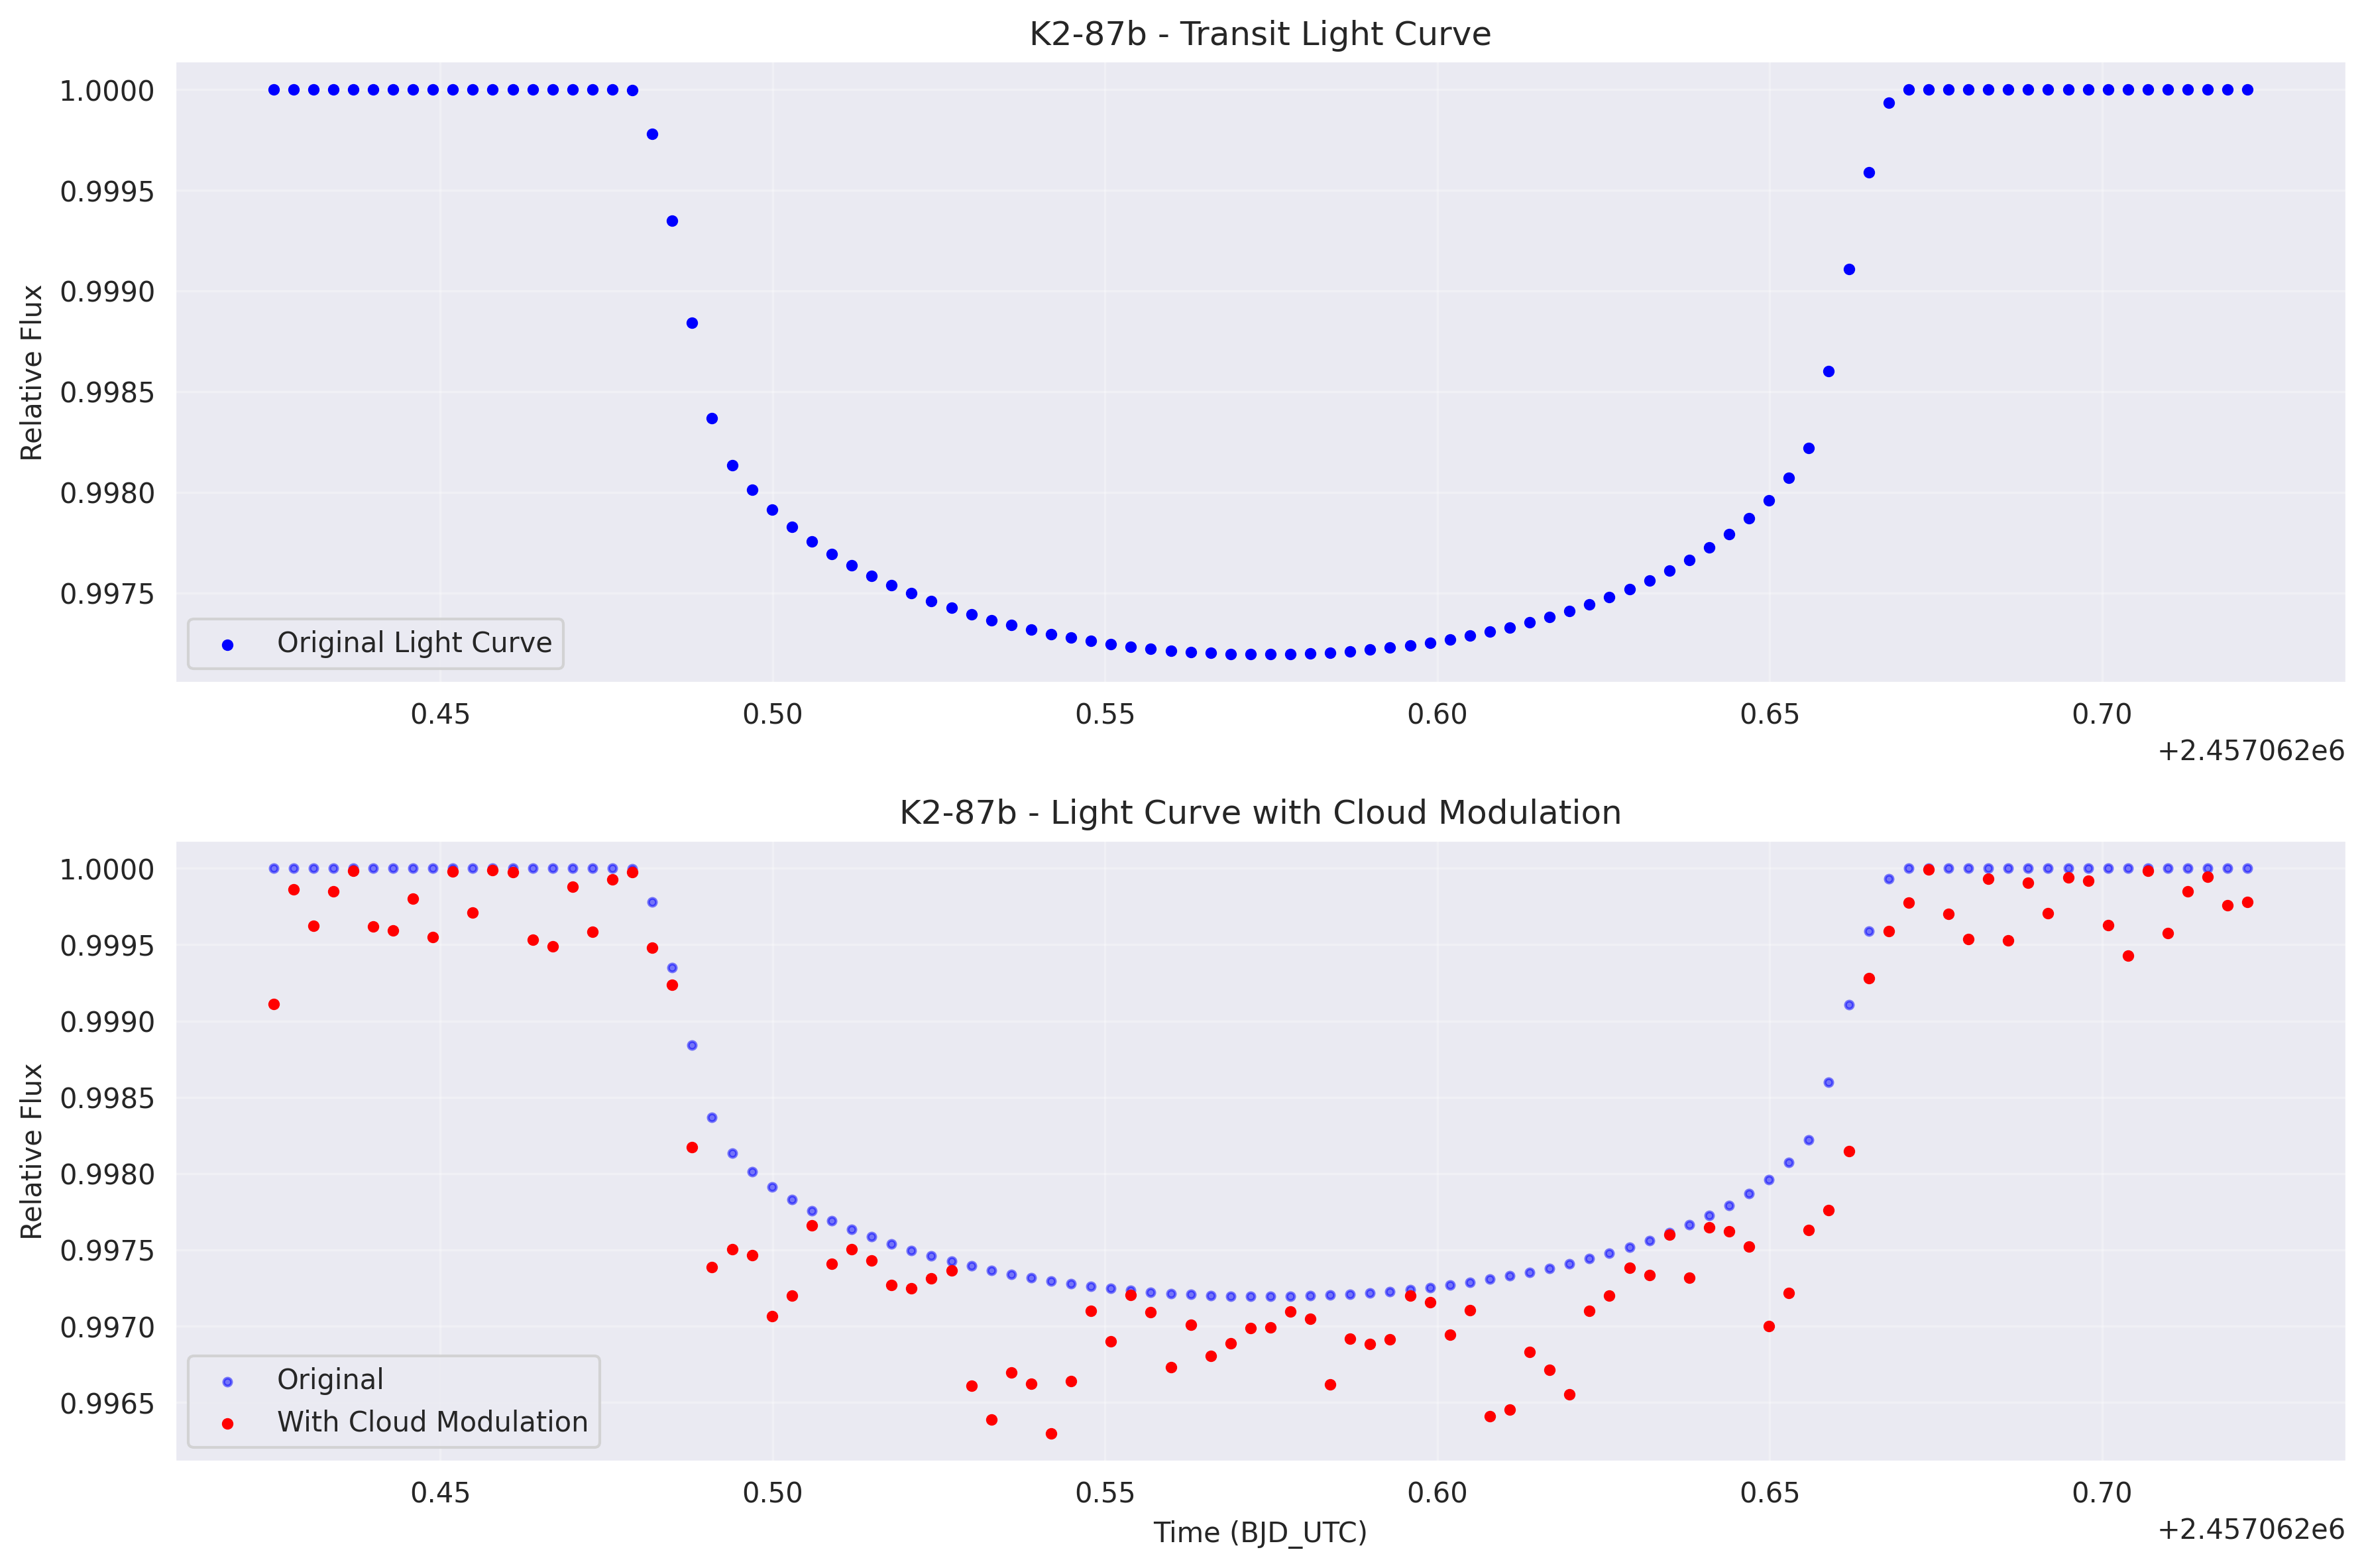 K2-87b - Transit Light Curve
Relative Flux
1.0000
0.9995
0.9990
0.9985
0.9980
0.9975
Original Light Curve
0.45 0.50 0.55 0.60 0.65 0.70
+2.457062e6
K2-87b - Light Curve with Cloud Modulation
Relative Flux
1.0000
0.9995
0.9990
0.9985
0.9980
0.9975
0.9970
0.9965
Original
With Cloud Modulation
0.45 0.50 0.55 0.60 0.65 0.70
Time (BJD_UTC)
+2.457062e6